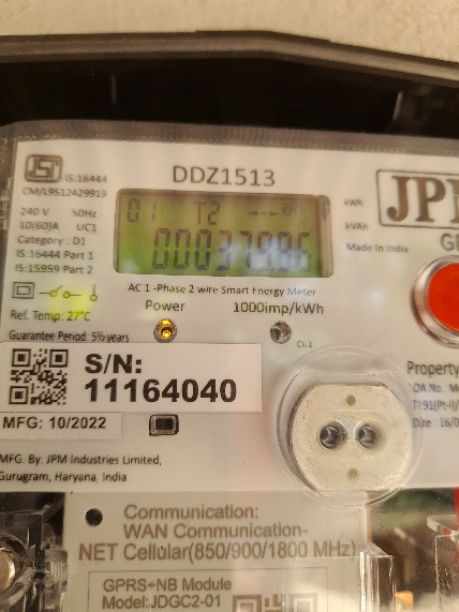 IS:16444
CM/L9512429919
DDZ1513
240 V 50Hz
10(60)A UC1
Category : D1
IS:16444 Part 1
IS:15959 Part 2
01 T2
kWh
kVAh
Made In India
JPM
AC 1 -Phase 2 wire Smart Energy Meter
Ref. Temp: 27°C
Power 1000imp/kWh
Guarantee Period: 5½ years
S/N:
11164040
Property
MFG: 10/2022
MFG. By: JPM Industries Limited,
Gurugram, Haryana, India
Communication:
WAN Communication-
NET Cellular(850/900/1800 MHz)
GPRS+NB Module
Model:JDGC2-01